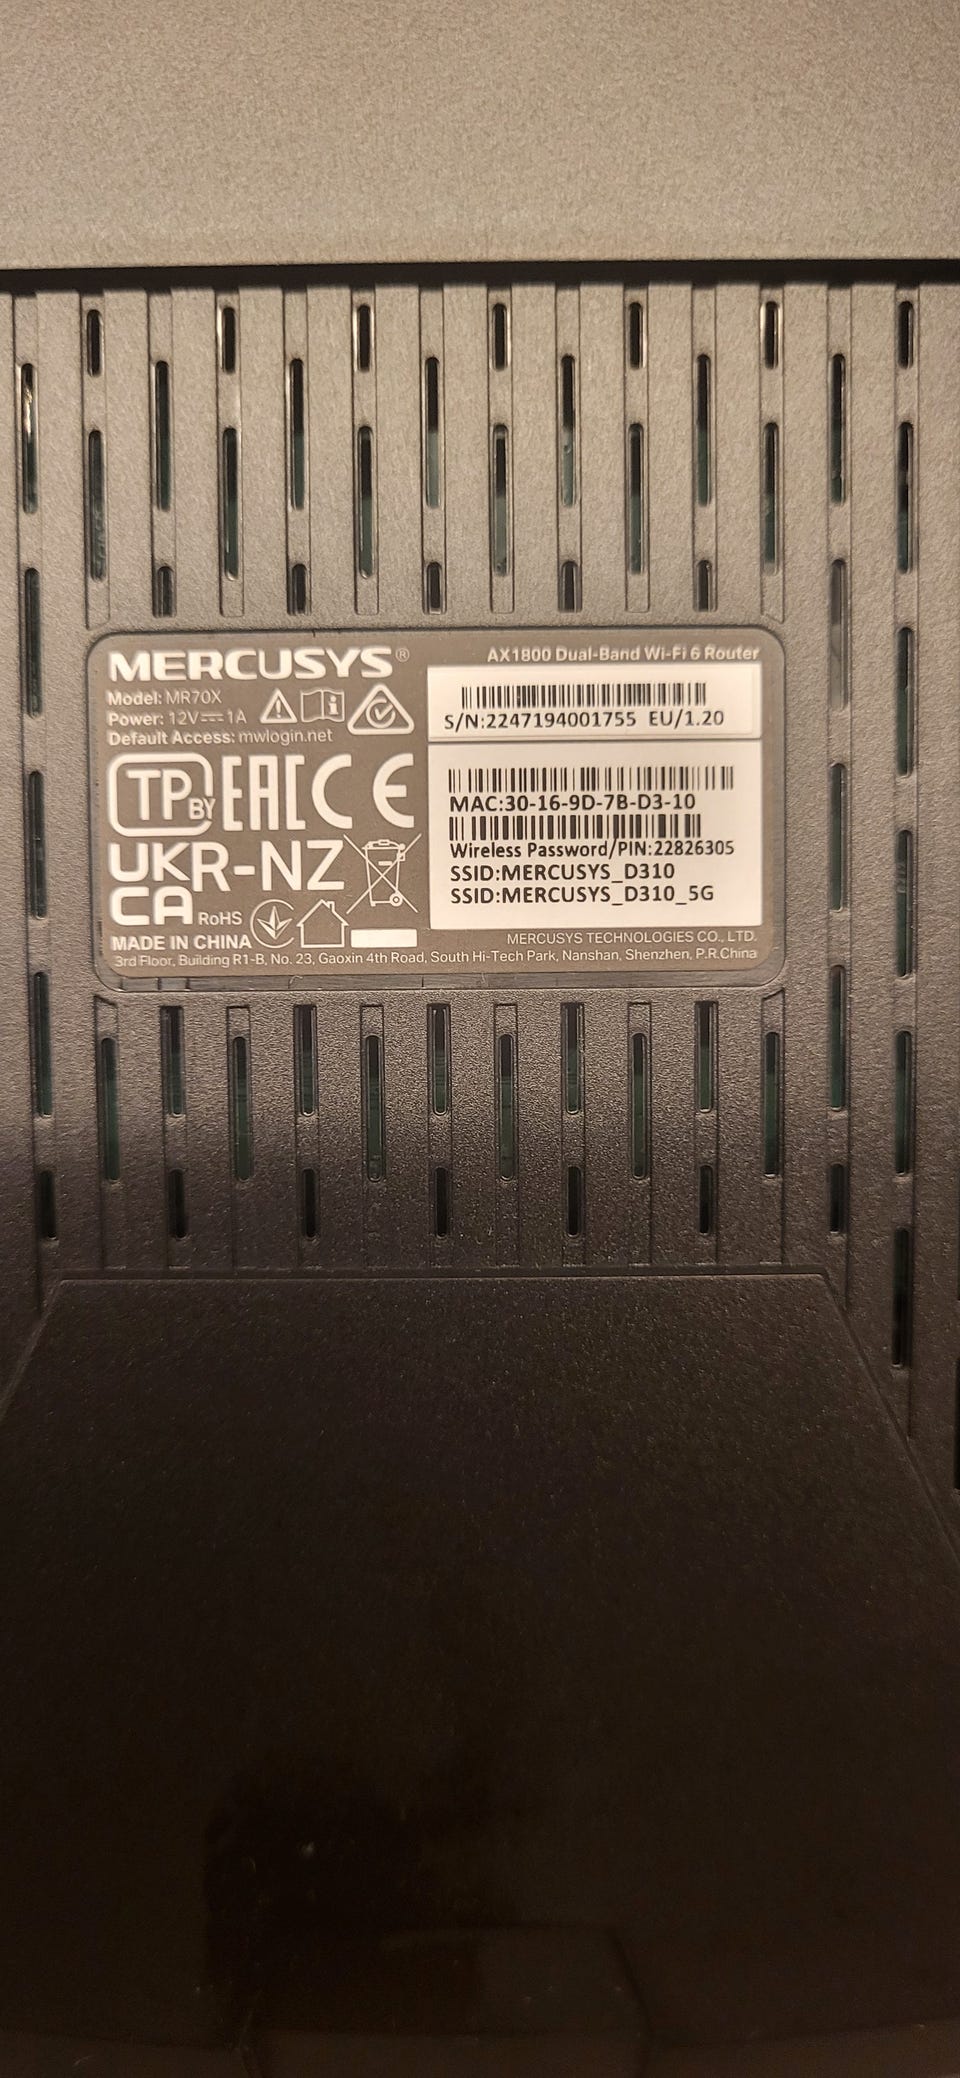 MERCUSYS®
AX1800 Dual-Band Wi-Fi 6 Router
Model: MR70X
Power: 12V⎓1A
Default Access: mwlogin.net
S/N:2247194001755 EU/1.20
MAC:30-16-9D-7B-D3-10
Wireless Password/PIN:22826305
SSID:MERCUSYS_D310
SSID:MERCUSYS_D310_5G
TP BY EAC CE
UK CA R-NZ
RoHS
MADE IN CHINA
MERCUSYS TECHNOLOGIES CO., LTD.
3rd Floor, Building R1-B, No. 23, Gaoxin 4th Road, South Hi-Tech Park, Nanshan, Shenzhen, P.R.China